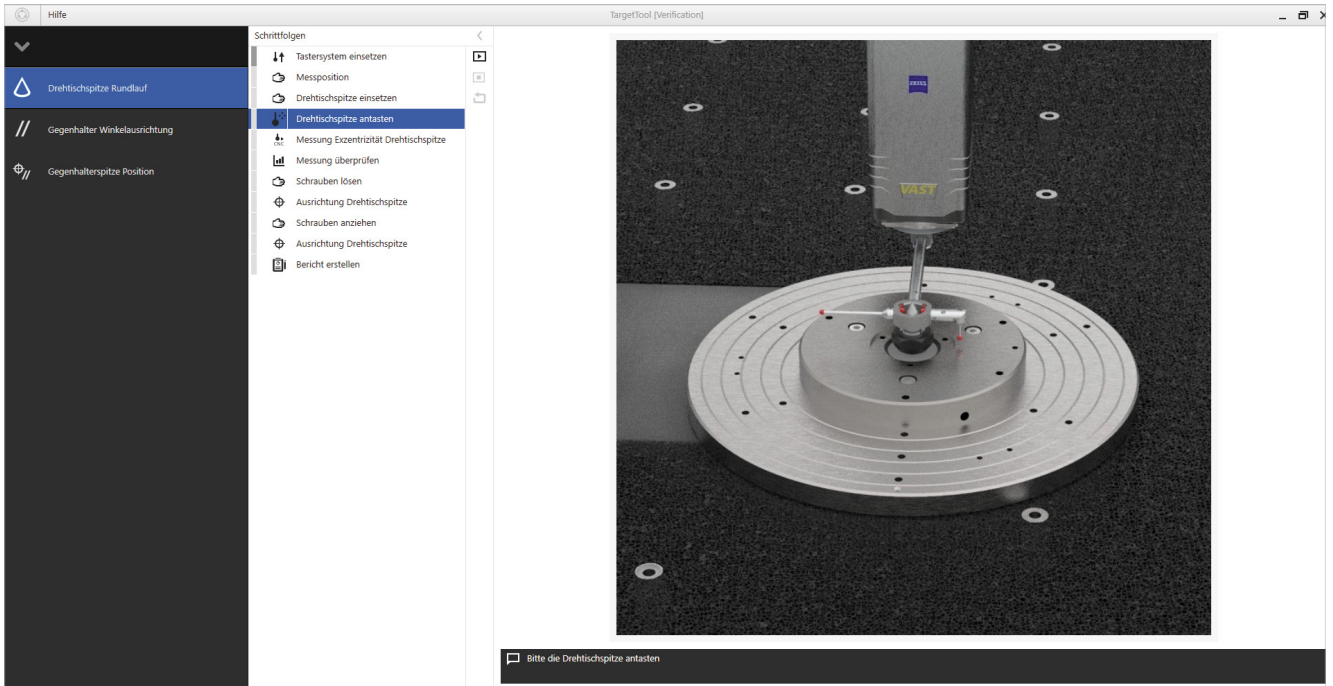 Hilfe
TargetTool [Verification]
Drehtischspitze Rundlauf
Gegenhalter Winkelausrichtung
Gegenhalterspitze Position
Schrittfolgen
Tastersystem einsetzen
Messposition
Drehtischspitze einsetzen
Drehtischspitze antasten
CNC
Messung Exzentrizität Drehtischspitze
Messung überprüfen
Schrauben lösen
Ausrichtung Drehtischspitze
Schrauben anziehen
Ausrichtung Drehtischspitze
Bericht erstellen
ZEISS
VAST
Bitte die Drehtischspitze antasten